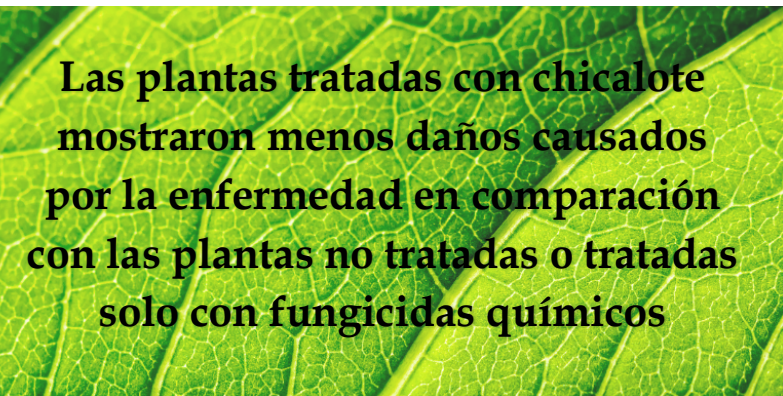 Las plantas tratadas con chicalote
mostraron menos daños causados
por la enfermedad en comparación
con las plantas no tratadas o tratadas
solo con fungicidas químicos